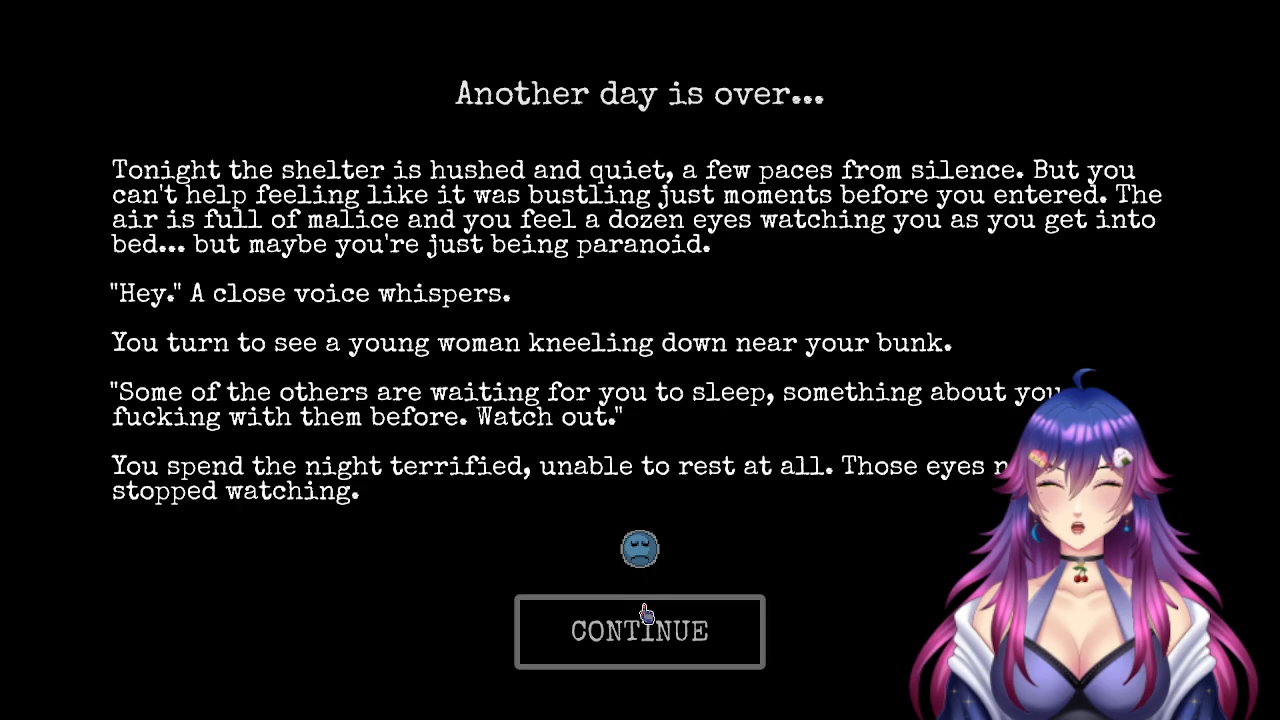 Another day is over...
Tonight the shelter is hushed and quiet, a few paces from silence. But you
can't help feeling like it was bustling just moments before you entered. The
air is full of malice and you feel a dozen eyes watching you as you get into
bed... but maybe you're just being paranoid.
"Hey." A close voice whispers.
You turn to see a young woman kneeling down near your bunk.
"Some of the others are waiting for you to sleep, something about you
fucking with them before. Watch out."
You spend the night terrified, unable to rest at all. Those eyes
stopped watching.
CONTINUE